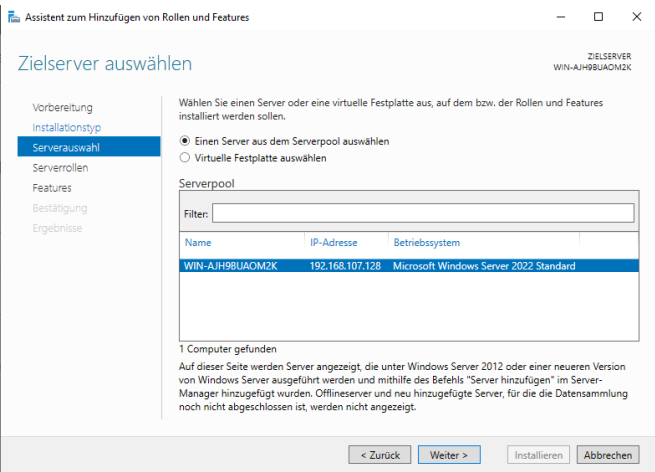 Assistent zum Hinzufügen von Rollen und Features
Zielserver auswählen
ZIELSERVER
WIN-AJH9BUAOM2K
Vorbereitung
Installationstyp
Serverauswahl
Serverrollen
Features
Bestätigung
Ergebnisse
Wählen Sie einen Server oder eine virtuelle Festplatte aus, auf dem bzw. der Rollen und Features
installiert werden sollen.
Einen Server aus dem Serverpool auswählen
Virtuelle Festplatte auswählen
Serverpool
Filter:
Name IP-Adresse Betriebssystem
WIN-AJH9BUAOM2K 192.168.107.128 Microsoft Windows Server 2022 Standard
1 Computer gefunden
Auf dieser Seite werden Server angezeigt, die unter Windows Server 2012 oder einer neueren Version
von Windows Server ausgeführt werden und mithilfe des Befehls "Server hinzufügen" im Server-
Manager hinzugefügt wurden. Offlineserver und neu hinzugefügte Server, für die die Datensammlung
noch nicht abgeschlossen ist, werden nicht angezeigt.
< Zurück Weiter > Installieren Abbrechen